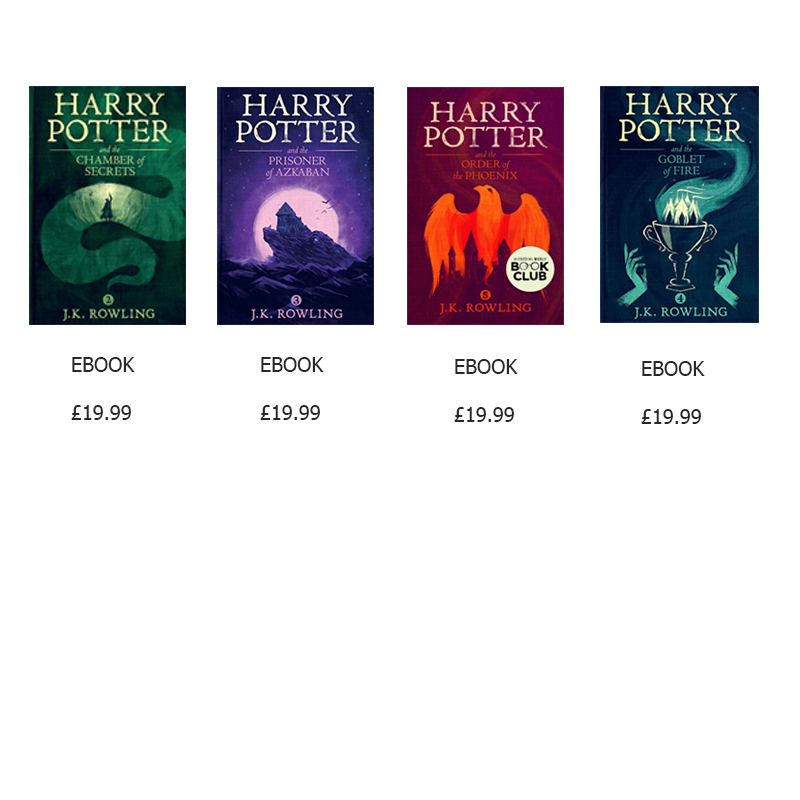 HARRY
POTTER
and the
CHAMBER of
SECRETS
2
J.K. ROWLING
EBOOK
£19.99
HARRY
POTTER
and the
PRISONER
of AZKABAN
3
J.K. ROWLING
EBOOK
£19.99
HARRY
POTTER
and the
ORDER of
the PHOENIX
WIZARDING WORLD
BOOK
CLUB
5
J.K. ROWLING
EBOOK
£19.99
HARRY
POTTER
and the
GOBLET
of FIRE
4
J.K. ROWLING
EBOOK
£19.99